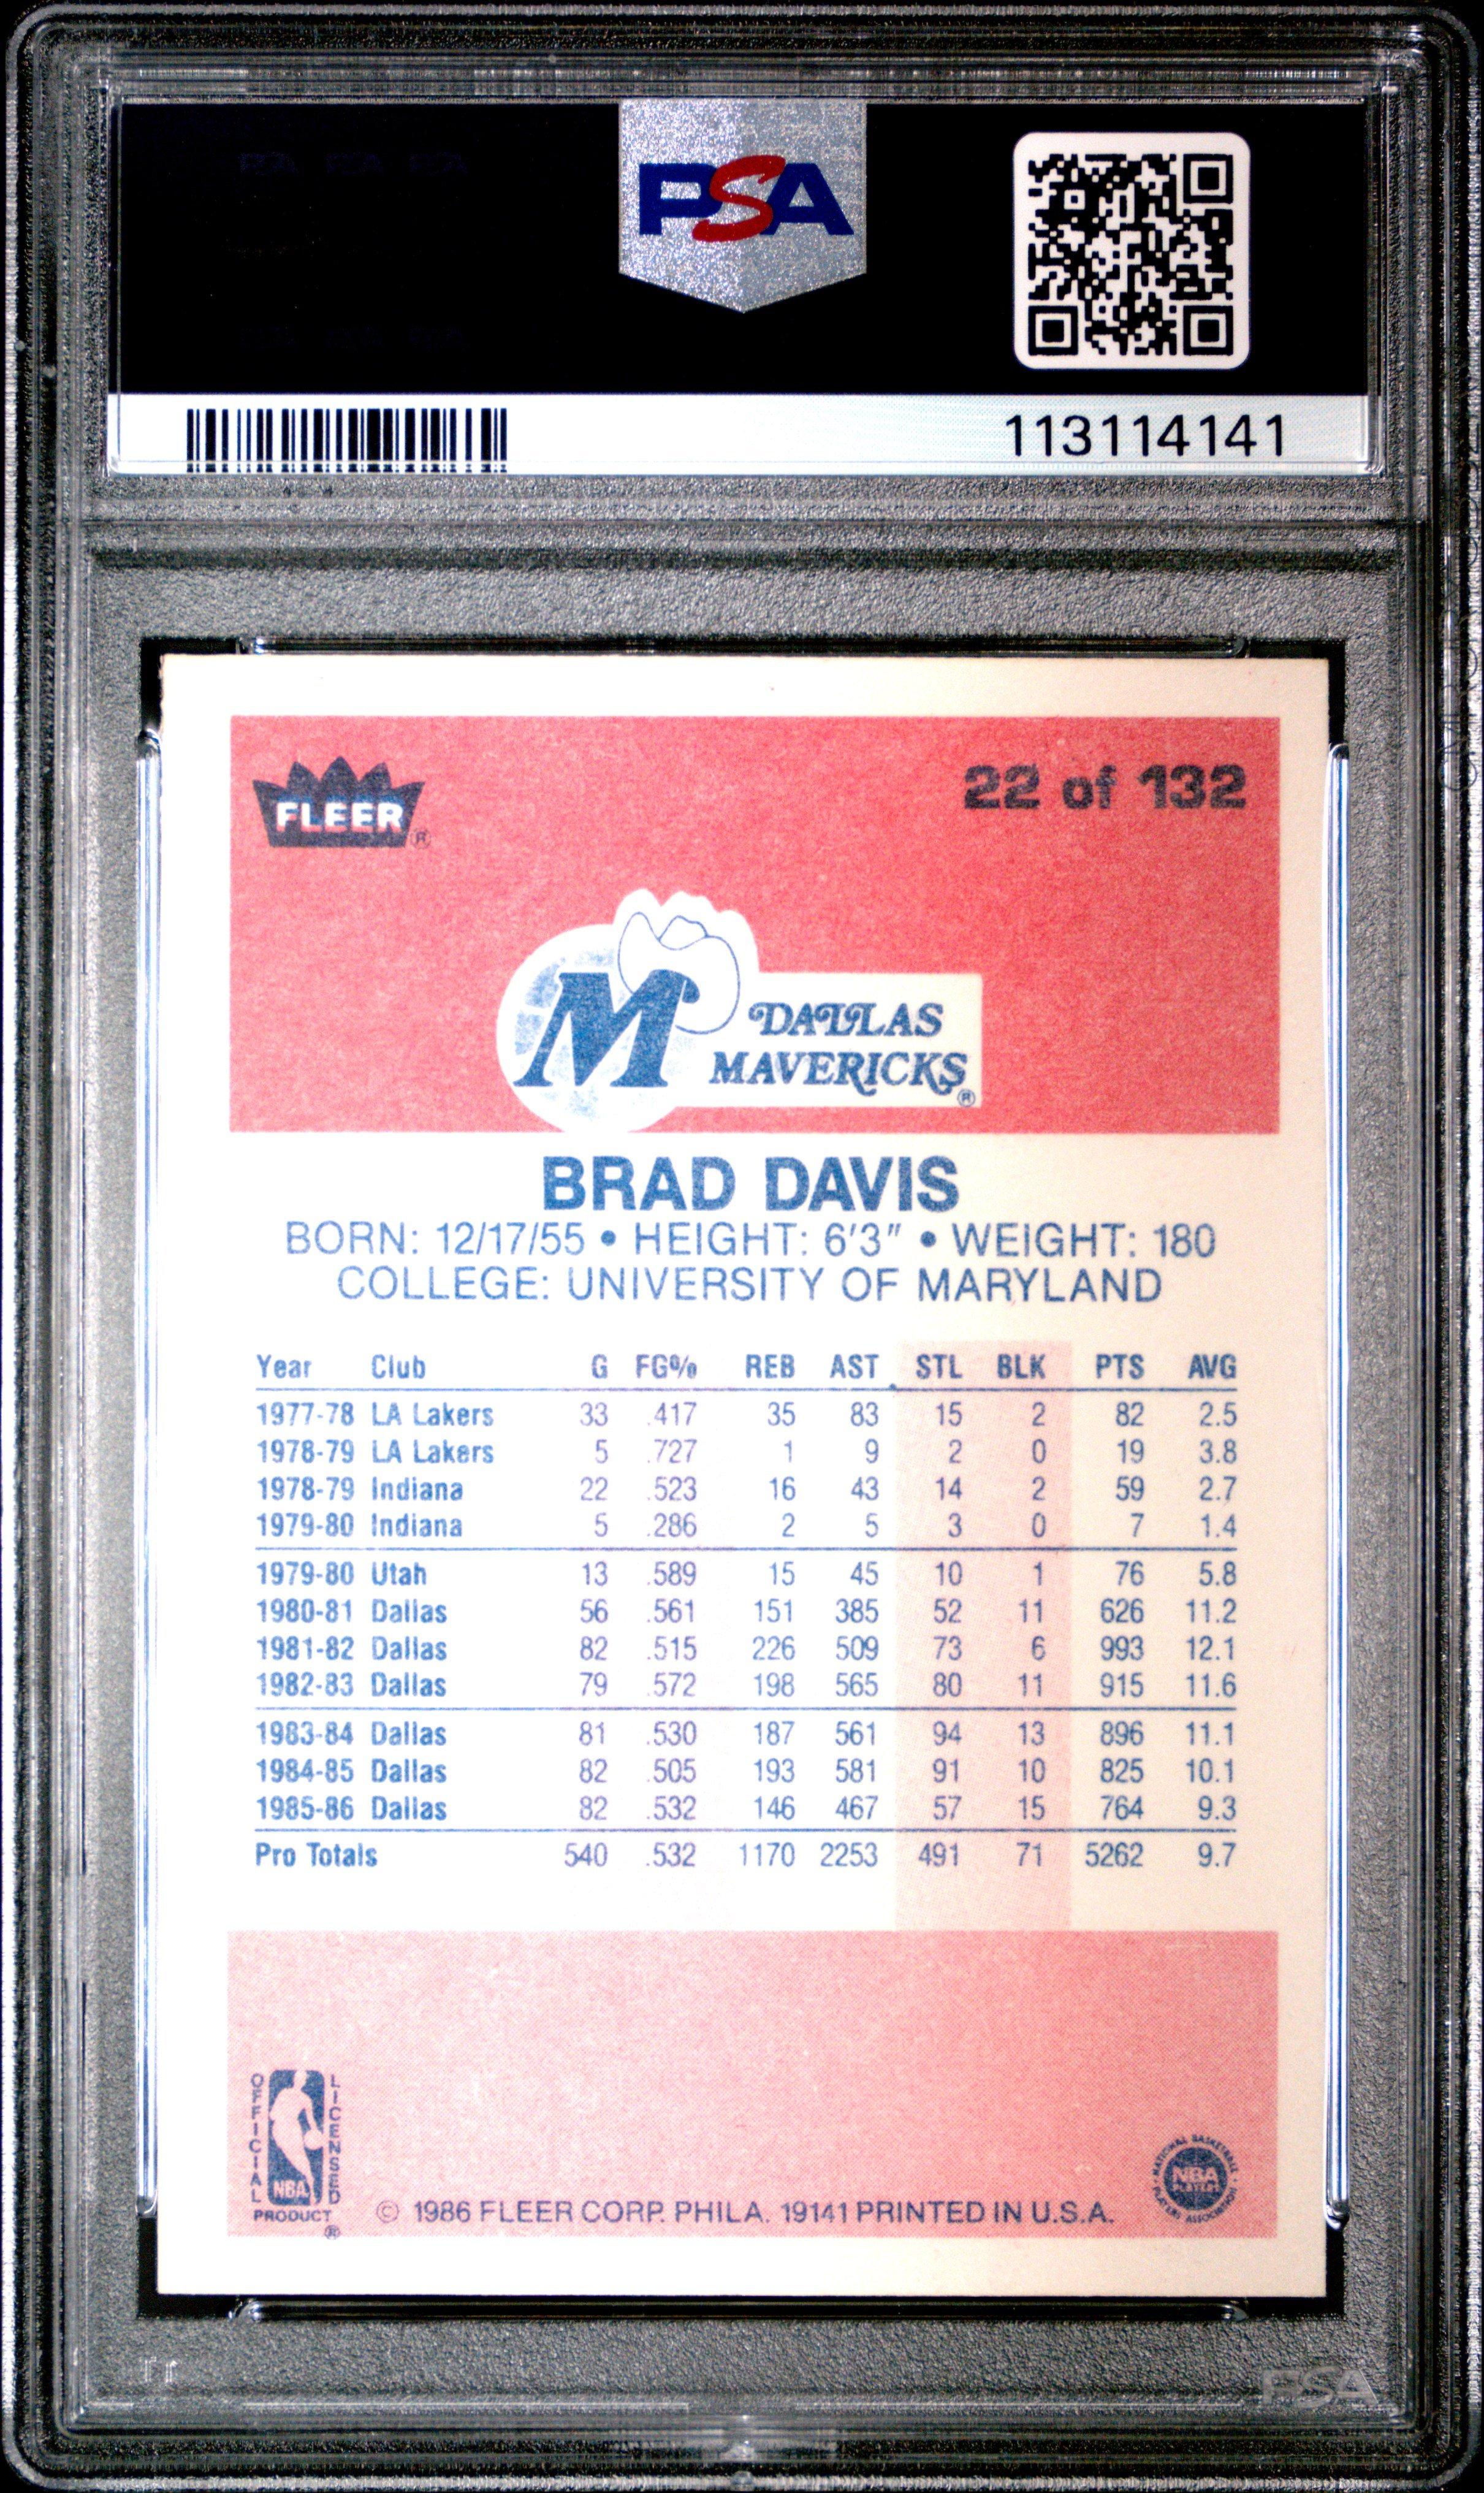 PSA
113114141
FLEER®
22 of 132
M
DALLAS
MAVERICKS®
BRAD DAVIS
BORN: 12/17/55 • HEIGHT: 6'3" • WEIGHT: 180
COLLEGE: UNIVERSITY OF MARYLAND
Year Club G FG% REB AST STL BLK PTS AVG
1977-78 LA Lakers 33 .417 35 83 15 2 82 2.5
1978-79 LA Lakers 5 .727 1 9 2 0 19 3.8
1978-79 Indiana 22 .523 16 43 14 2 59 2.7
1979-80 Indiana 5 .286 2 5 3 0 7 1.4
1979-80 Utah 13 .589 15 45 10 1 76 5.8
1980-81 Dallas 56 .561 151 385 52 11 626 11.2
1981-82 Dallas 82 .515 226 509 73 6 993 12.1
1982-83 Dallas 79 .572 198 565 80 11 915 11.6
1983-84 Dallas 81 .530 187 561 94 13 896 11.1
1984-85 Dallas 82 .505 193 581 91 10 825 10.1
1985-86 Dallas 82 .532 146 467 57 15 764 9.3
Pro Totals 540 .532 1170 2253 491 71 5262 9.7
OFFICIAL LICENSED
NBA
PRODUCT®
© 1986 FLEER CORP. PHILA. 19141 PRINTED IN U.S.A.
NATIONAL BASKETBALL
NBA
PLAYERS
PLAYERS ASSOCIATION
PSA